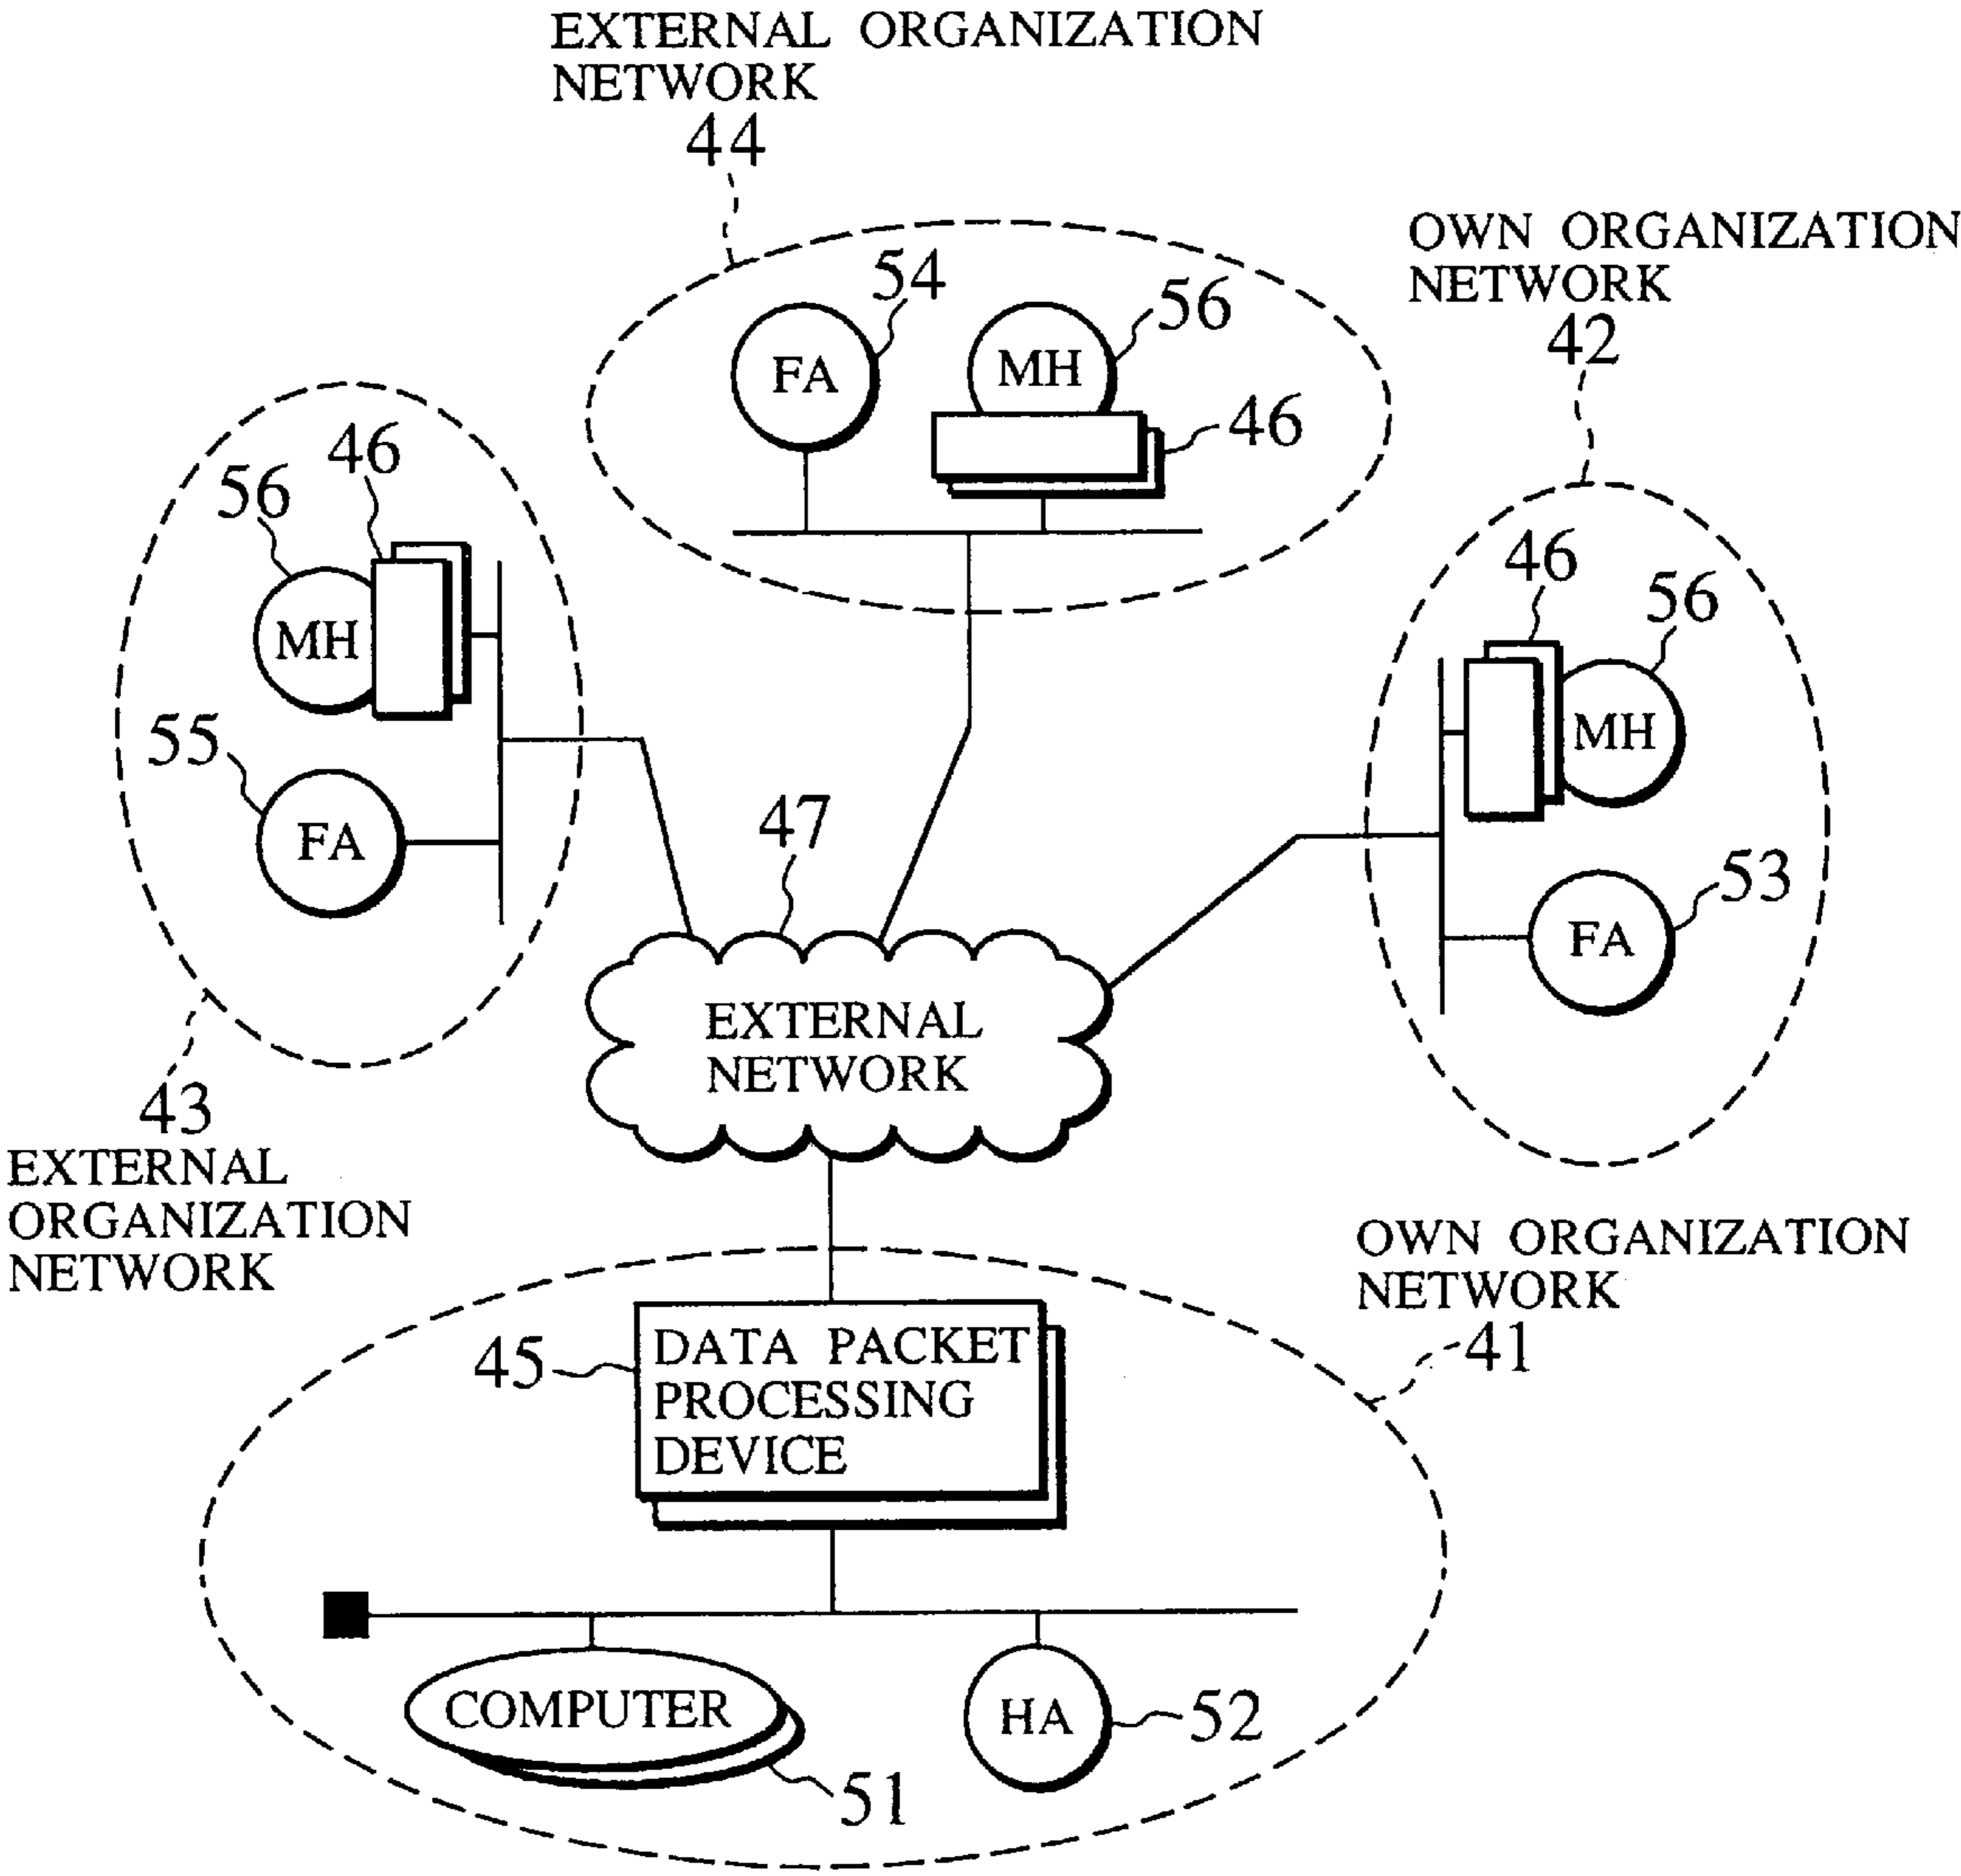 EXTERNAL ORGANIZATION
NETWORK
44
OWN ORGANIZATION
NETWORK
42
54
FA
56
MH
46
46
56
MH
55
FA
46
56
MH
53
FA
47
EXTERNAL
NETWORK
43
EXTERNAL
ORGANIZATION
NETWORK
OWN ORGANIZATION
NETWORK
41
45
DATA PACKET
PROCESSING
DEVICE
COMPUTER
51
HA
52